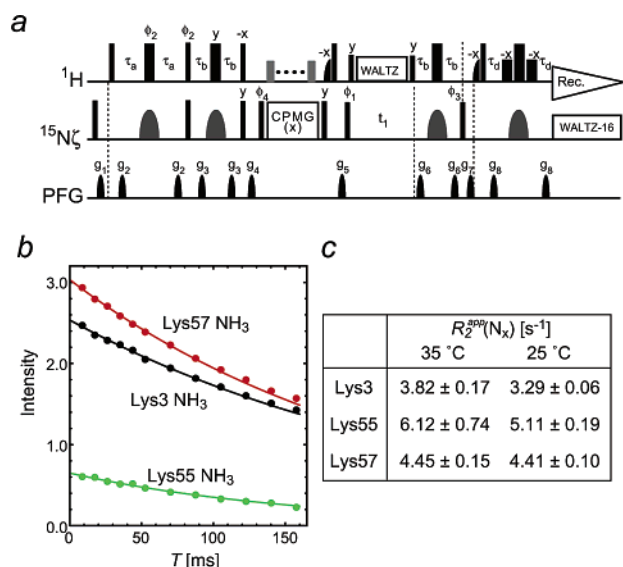 a
ϕ2 ϕ2 y -x -x y y -x -x -x
1H τa τa τb τb WALTZ τb τb τd τd Rec.
y ϕ4 y ϕ1 ϕ3
15Nζ CPMG (x) t1 WALTZ-16
g1 g2 g2 g3 g3 g4 g5 g6 g6 g7 g8 g8
PFG
b
3.0
2.0
1.0
0.0
Intensity
Lys57 NH3
Lys3 NH3
Lys55 NH3
0 50 100 150
T [ms]
c
R2app(Nx) [s-1]
35 °C 25 °C
Lys3 3.82 ± 0.17 3.29 ± 0.06
Lys55 6.12 ± 0.74 5.11 ± 0.19
Lys57 4.45 ± 0.15 4.41 ± 0.10